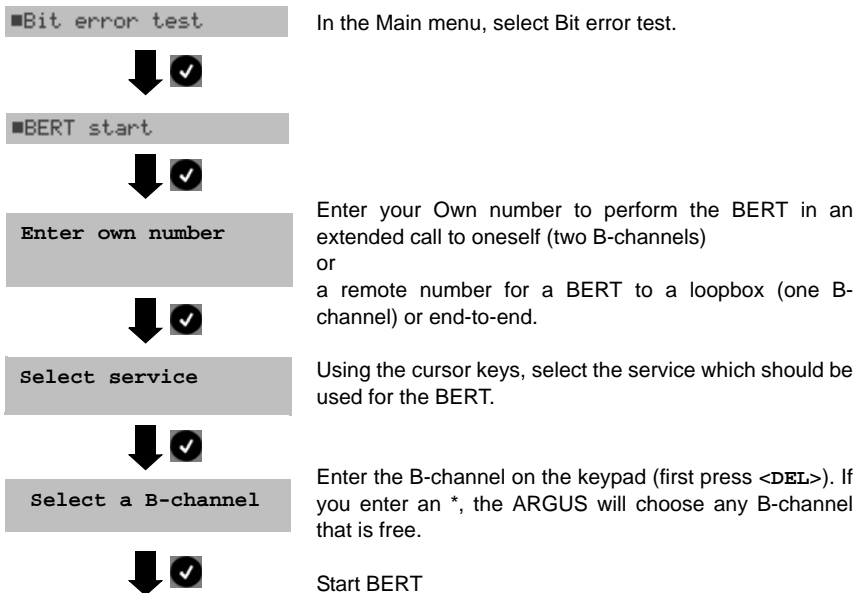 ■Bit error test
In the Main menu, select Bit error test.
■BERT start
Enter own number
Enter your Own number to perform the BERT in an
extended call to oneself (two B-channels)
or
a remote number for a BERT to a loopbox (one B-
channel) or end-to-end.
Select service
Using the cursor keys, select the service which should be
used for the BERT.
Select a B-channel
Enter the B-channel on the keypad (first press <DEL>). If
you enter an *, the ARGUS will choose any B-channel
that is free.
Start BERT